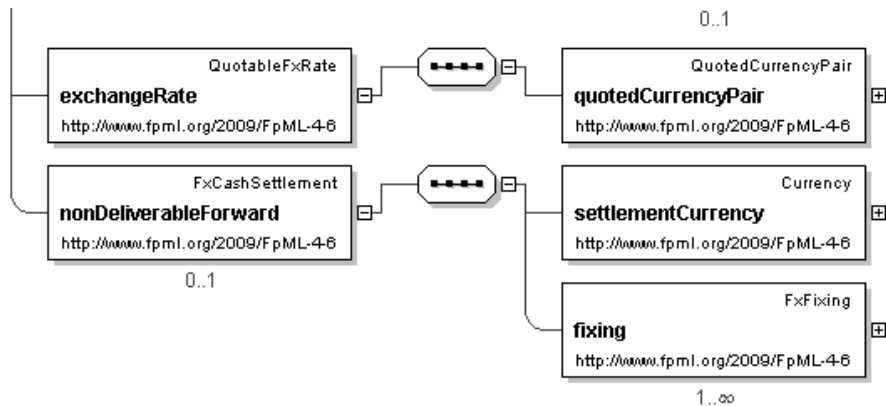 0..1
QuotableFxRate
exchangeRate
http://www.fpml.org/2009/FpML-4-6
QuotedCurrencyPair
quotedCurrencyPair
http://www.fpml.org/2009/FpML-4-6
FxCashSettlement
nonDeliverableForward
http://www.fpml.org/2009/FpML-4-6
0..1
Currency
settlementCurrency
http://www.fpml.org/2009/FpML-4-6
FxFixing
fixing
http://www.fpml.org/2009/FpML-4-6
1..∞